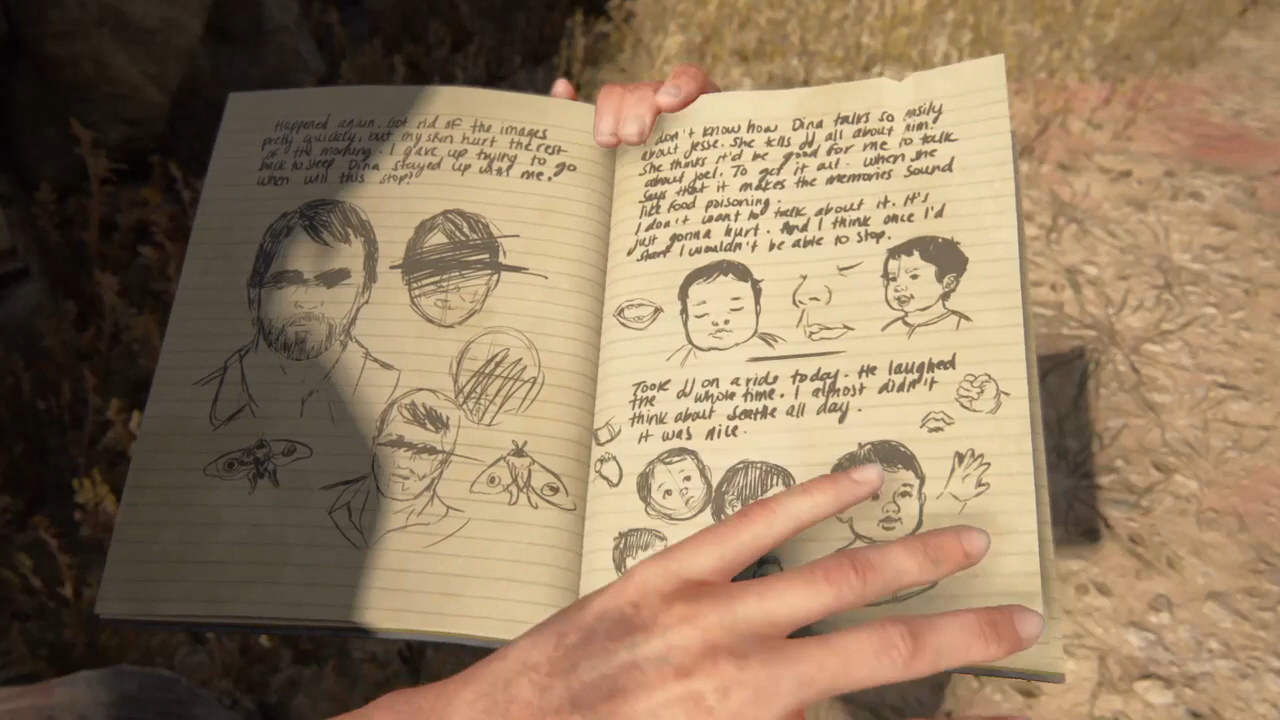 Happened again. Got rid of the images
pretty quickly, but my skin hurt the rest
of the morning. I gave up trying to go
back to sleep. Dina stayed up with me.
When will this stop?
I don't know how Dina talks so easily
about Jesse. She tells JJ all about him.
She thinks it'd be good for me to talk
about Joel. To get it out. When she
says that it makes the memories sound
like food poisoning.
I don't want to talk about it. It's
just gonna hurt. And I think once I'd
start I wouldn't be able to stop.
Took JJ on a ride today. He laughed
the whole time. I almost didn't
think about Seattle all day.
It was nice.